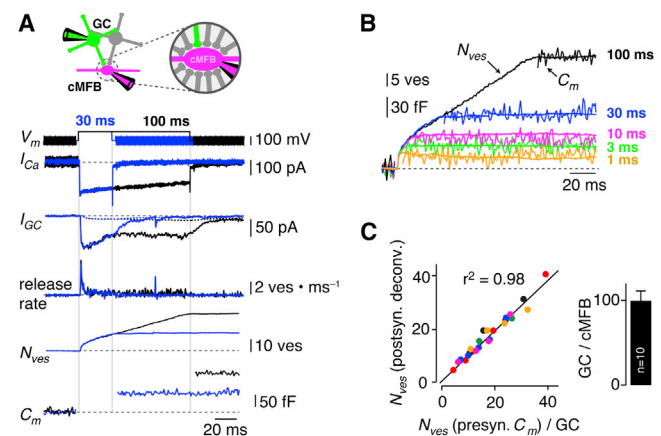 A
GC
cMFB
cMFB
30 ms
100 ms
Vm
100 mV
ICa
100 pA
IGC
50 pA
release
rate
2 ves • ms⁻¹
Nves
10 ves
50 fF
Cm
20 ms
B
Nves
100 ms
5 ves
Cm
30 fF
30 ms
10 ms
3 ms
1 ms
20 ms
C
Nves (postsyn. deconv.)
40
20
0
r² = 0.98
0 20 40
Nves (presyn. Cm) / GC
GC / cMFB
100
0
n=10